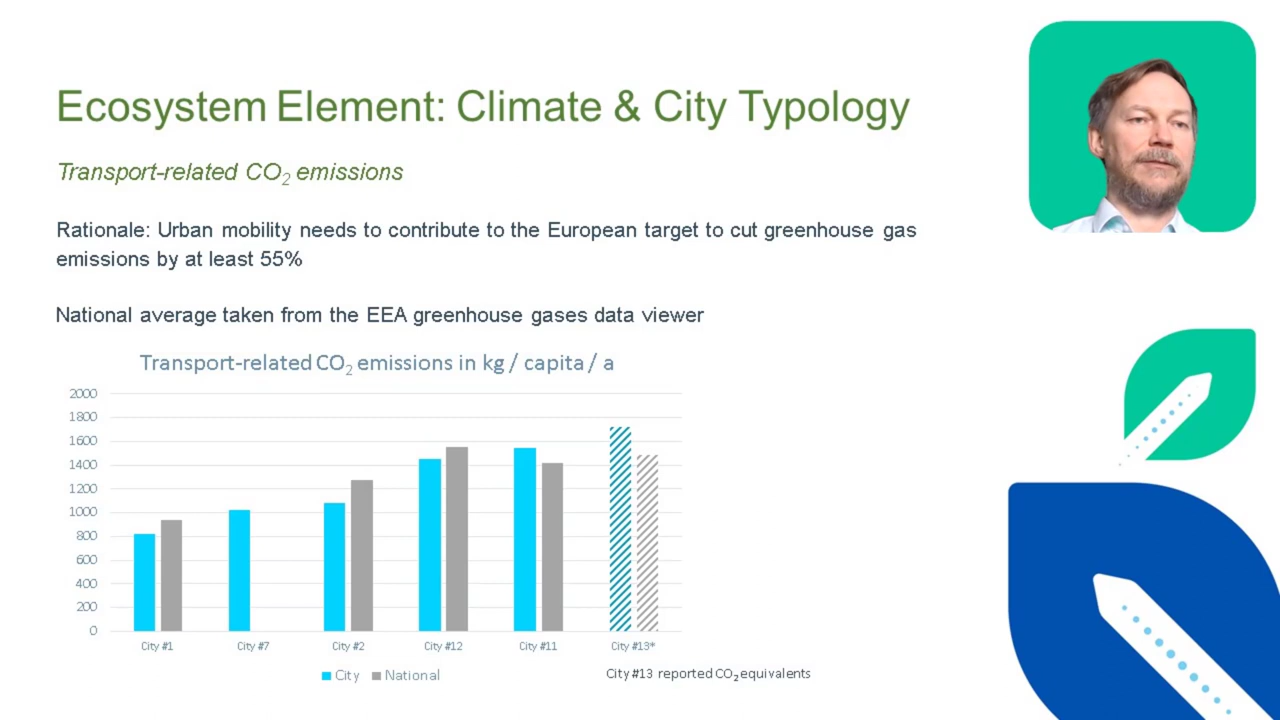 Ecosystem Element: Climate & City Typology
Transport-related CO₂ emissions
Rationale: Urban mobility needs to contribute to the European target to cut greenhouse gas
emissions by at least 55%
National average taken from the EEA greenhouse gases data viewer
Transport-related CO₂ emissions in kg / capita / a
2000
1800
1600
1400
1200
1000
800
600
400
200
0
City #1 City #7 City #2 City #12 City #11 City #13*
City National
City #13 reported CO₂ equivalents